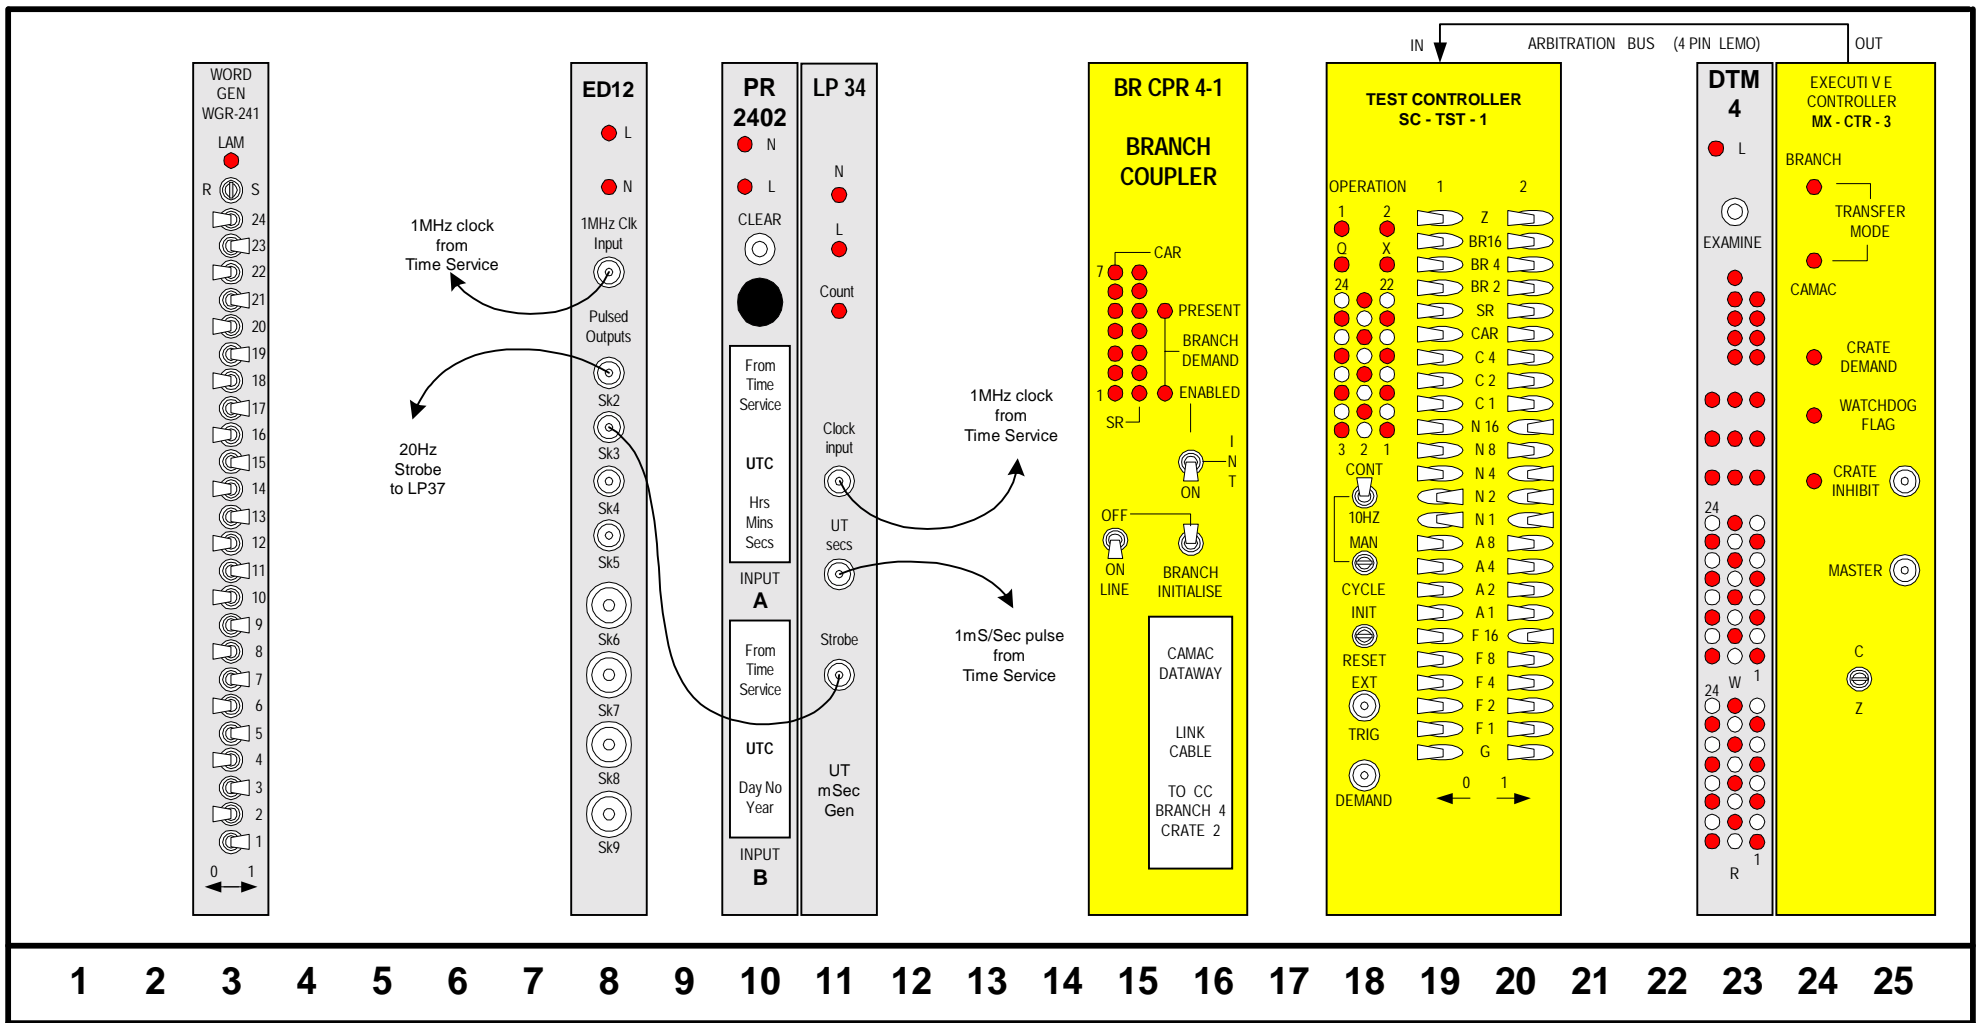 IN
ARBITRATION BUS (4 PIN LEMO)
OUT
WORD
GEN
WGR-241
LAM
R S
24
23
22
21
20
19
18
17
16
15
14
13
12
11
10
9
8
7
6
5
4
3
2
1
0 1
1MHz clock
from
Time Service
20Hz
Strobe
to LP37
ED12
L
N
1MHz Clk
Input
Pulsed
Outputs
Sk2
Sk3
Sk4
Sk5
Sk6
Sk7
Sk8
Sk9
PR
2402
N
L
CLEAR
From
Time
Service
UTC
Hrs
Mins
Secs
INPUT
A
From
Time
Service
UTC
Day No
Year
INPUT
B
LP 34
N
L
Count
Clock
input
UT
secs
Strobe
UT
mSec
Gen
1MHz clock
from
Time Service
1mS/Sec pulse
from
Time Service
BR CPR 4-1
BRANCH
COUPLER
CAR
7
PRESENT
BRANCH
DEMAND
1
ENABLED
SR
I
N
T
ON
OFF
ON
LINE
BRANCH
INITIALISE
CAMAC
DATAWAY
LINK
CABLE
TO CC
BRANCH 4
CRATE 2
TEST CONTROLLER
SC - TST - 1
OPERATION 1 2
1 2
Q X
24 22
3 2 1
CONT
10HZ
MAN
CYCLE
INIT
RESET
EXT
TRIG
DEMAND
Z
BR16
BR 4
BR 2
SR
CAR
C 4
C 2
C 1
N 16
N 8
N 4
N 2
N 1
A 8
A 4
A 2
A 1
F 16
F 8
F 4
F 2
F 1
G
0 1
DTM
4
L
EXAMINE
24
W 1
24
1
R
EXECUTIV E
CONTROLLER
MX - CTR - 3
BRANCH
TRANSFER
MODE
CAMAC
CRATE
DEMAND
WATCHDOG
FLAG
CRATE
INHIBIT
MASTER
C
Z
1 2 3 4 5 6 7 8 9 10 11 12 13 14 15 16 17 18 19 20 21 22 23 24 25